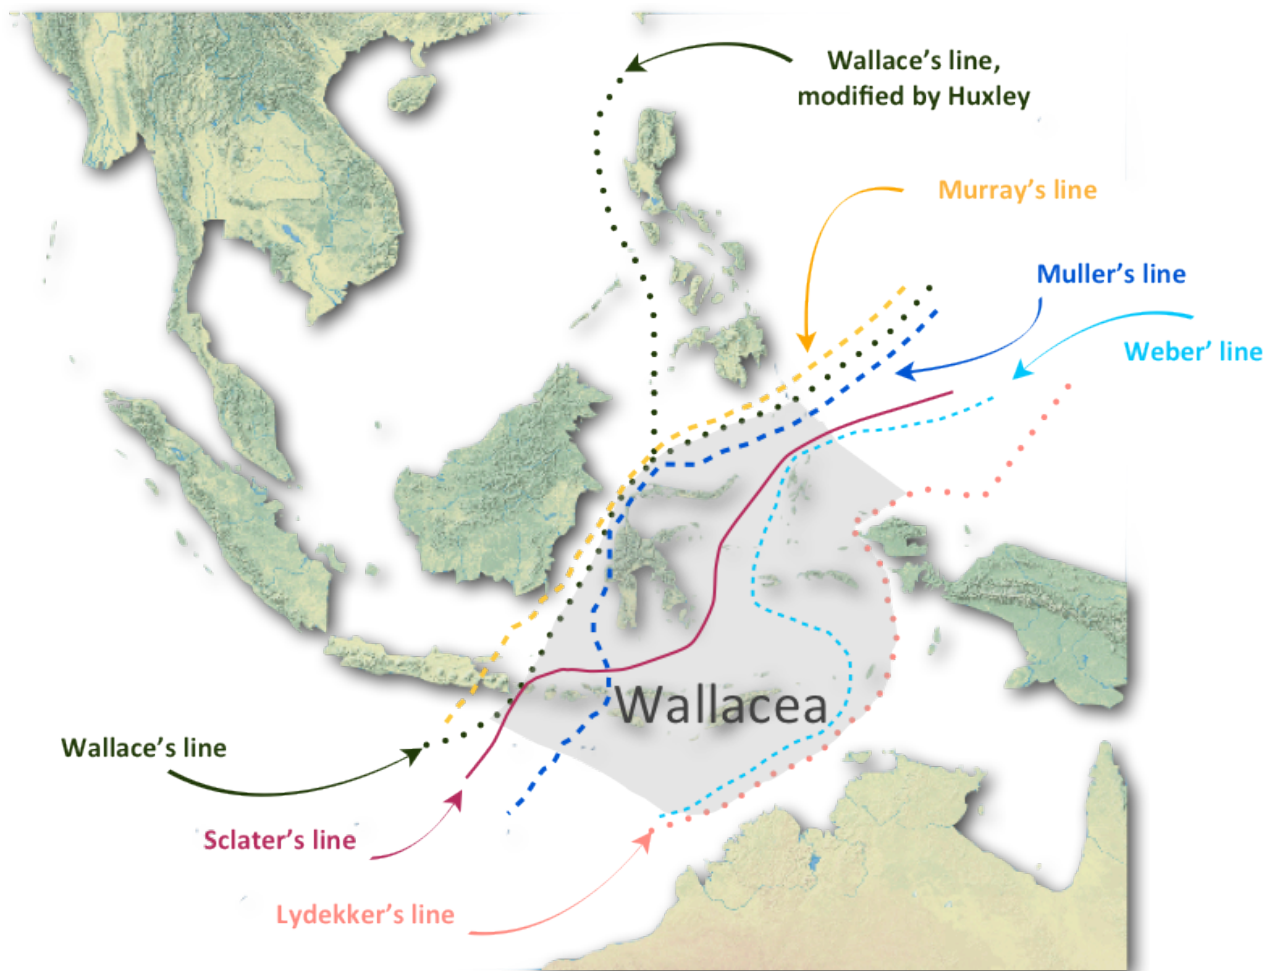 Wallace’s line,
modified by Huxley
Murray’s line
Muller’s line
Weber’ line
Wallacea
Wallace’s line
Sclater’s line
Lydekker’s line